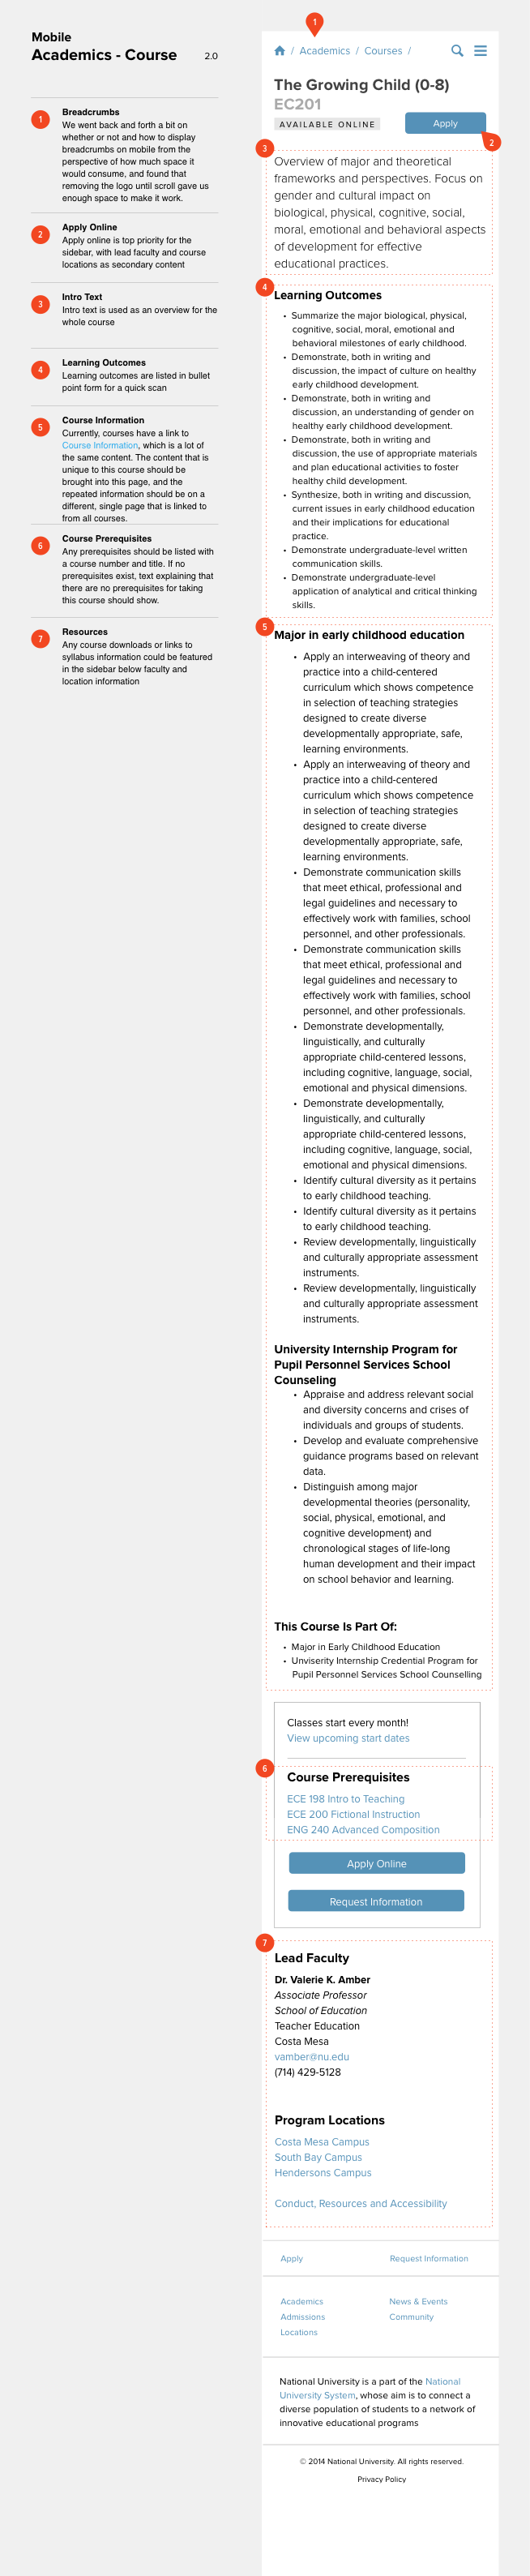 Mobile
Academics - Course 2.0
1
Breadcrumbs
We went back and forth a bit on
whether or not and how to display
breadcrumbs on mobile from the
perspective of how much space it
would consume, and found that
removing the logo until scroll gave us
enough space to make it work.
2
Apply Online
Apply online is top priority for the
sidebar, with lead faculty and course
locations as secondary content
3
Intro Text
Intro text is used as an overview for the
whole course
4
Learning Outcomes
Learning outcomes are listed in bullet
point form for a quick scan
5
Course Information
Currently, courses have a link to
Course Information, which is a lot of
the same content. The content that is
unique to this course should be
brought into this page, and the
repeated information should be on a
different, single page that is linked to
from all courses.
6
Course Prerequisites
Any prerequisites should be listed with
a course number and title. If no
prerequisites exist, text explaining that
there are no prerequisites for taking
this course should show.
7
Resources
Any course downloads or links to
syllabus information could be featured
in the sidebar below faculty and
location information
1
/ Academics / Courses /
The Growing Child (0-8)
EC201
AVAILABLE ONLINE
Apply
2
3
Overview of major and theoretical
frameworks and perspectives. Focus on
gender and cultural impact on
biological, physical, cognitive, social,
moral, emotional and behavioral aspects
of development for effective
educational practices.
4
Learning Outcomes
• Summarize the major biological, physical,
cognitive, social, moral, emotional and
behavioral milestones of early childhood.
• Demonstrate, both in writing and
discussion, the impact of culture on healthy
early childhood development.
• Demonstrate, both in writing and
discussion, an understanding of gender on
healthy early childhood development.
• Demonstrate, both in writing and
discussion, the use of appropriate materials
and plan educational activities to foster
healthy child development.
• Synthesize, both in writing and discussion,
current issues in early childhood education
and their implications for educational
practice.
• Demonstrate undergraduate-level written
communication skills.
• Demonstrate undergraduate-level
application of analytical and critical thinking
skills.
5
Major in early childhood education
• Apply an interweaving of theory and
practice into a child-centered
curriculum which shows competence
in selection of teaching strategies
designed to create diverse
developmentally appropriate, safe,
learning environments.
• Apply an interweaving of theory and
practice into a child-centered
curriculum which shows competence
in selection of teaching strategies
designed to create diverse
developmentally appropriate, safe,
learning environments.
• Demonstrate communication skills
that meet ethical, professional and
legal guidelines and necessary to
effectively work with families, school
personnel, and other professionals.
• Demonstrate communication skills
that meet ethical, professional and
legal guidelines and necessary to
effectively work with families, school
personnel, and other professionals.
• Demonstrate developmentally,
linguistically, and culturally
appropriate child-centered lessons,
including cognitive, language, social,
emotional and physical dimensions.
• Demonstrate developmentally,
linguistically, and culturally
appropriate child-centered lessons,
including cognitive, language, social,
emotional and physical dimensions.
• Identify cultural diversity as it pertains
to early childhood teaching.
• Identify cultural diversity as it pertains
to early childhood teaching.
• Review developmentally, linguistically
and culturally appropriate assessment
instruments.
• Review developmentally, linguistically
and culturally appropriate assessment
instruments.
University Internship Program for
Pupil Personnel Services School
Counseling
• Appraise and address relevant social
and diversity concerns and crises of
individuals and groups of students.
• Develop and evaluate comprehensive
guidance programs based on relevant
data.
• Distinguish among major
developmental theories (personality,
social, physical, emotional, and
cognitive development) and
chronological stages of life-long
human development and their impact
on school behavior and learning.
This Course Is Part Of:
• Major in Early Childhood Education
• Unviserity Internship Credential Program for
Pupil Personnel Services School Counselling
Classes start every month!
View upcoming start dates
6
Course Prerequisites
ECE 198 Intro to Teaching
ECE 200 Fictional Instruction
ENG 240 Advanced Composition
Apply Online
Request Information
7
Lead Faculty
Dr. Valerie K. Amber
Associate Professor
School of Education
Teacher Education
Costa Mesa
vamber@nu.edu
(714) 429-5128
Program Locations
Costa Mesa Campus
South Bay Campus
Hendersons Campus
Conduct, Resources and Accessibility
Apply Request Information
Academics News & Events
Admissions Community
Locations
National University is a part of the National
University System, whose aim is to connect a
diverse population of students to a network of
innovative educational programs
© 2014 National University. All rights reserved.
Privacy Policy